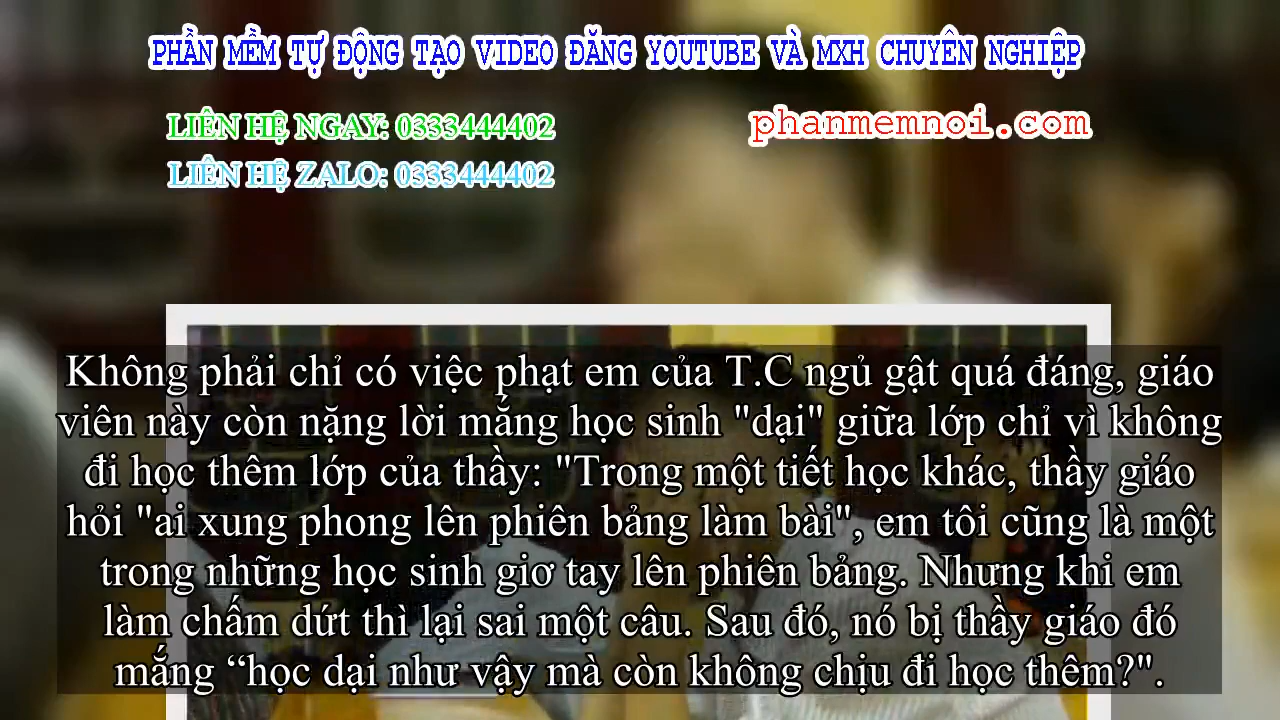 PHẦN MỀM TỰ ĐỘNG TẠO VIDEO ĐĂNG YOUTUBE VÀ MXH CHUYÊN NGHIỆP
LIÊN HỆ NGAY: 0333444402
phanmemnoi.com
LIÊN HỆ ZALO: 0333444402
Không phải chỉ có việc phạt em của T.C ngủ gật quá đáng, giáo
viên này còn nặng lời mắng học sinh "dại" giữa lớp chỉ vì không
đi học thêm lớp của thầy: "Trong một tiết học khác, thầy giáo
hỏi "ai xung phong lên phiên bảng làm bài", em tôi cũng là một
trong những học sinh giơ tay lên phiên bảng. Nhưng khi em
làm chấm dứt thì lại sai một câu. Sau đó, nó bị thầy giáo đó
mắng “học dại như vậy mà còn không chịu đi học thêm?".